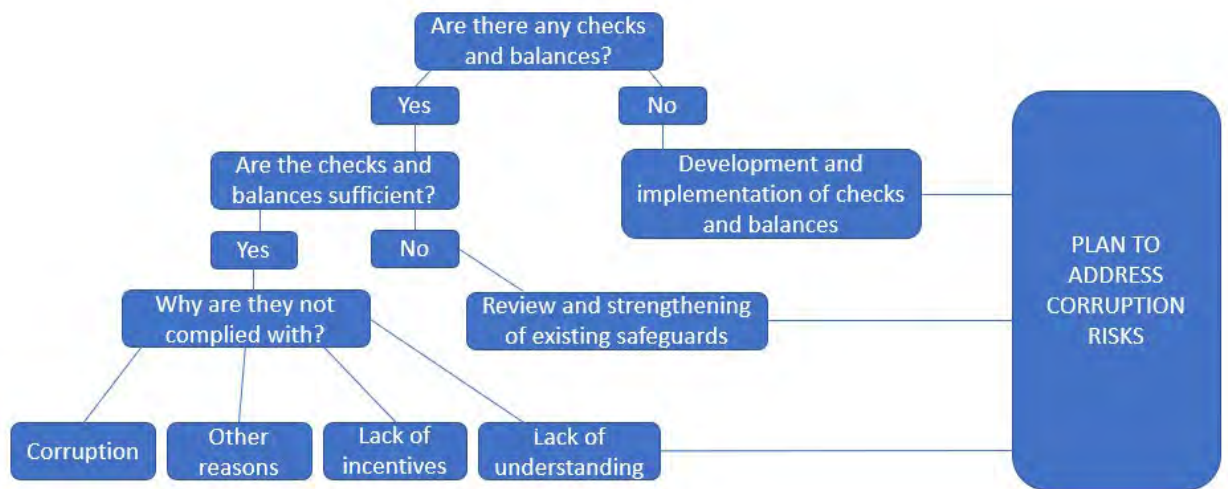 Are there any checks
and balances?
Yes
No
Are the checks and
balances sufficient?
Development and
implementation of checks
and balances
Yes
No
Why are they not
complied with?
Review and strengthening
of existing safeguards
Corruption
Other
reasons
Lack of
incentives
Lack of
understanding
PLAN TO
ADDRESS
CORRUPTION
RISKS